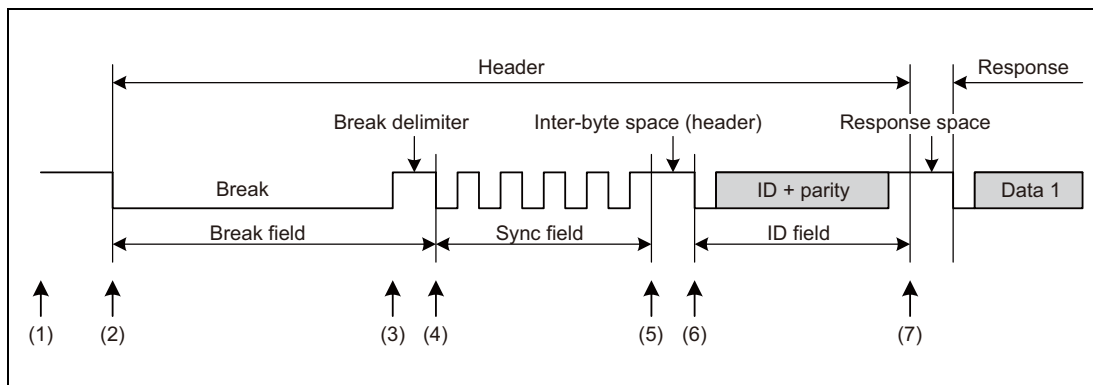 Header
Response
Break delimiter
Inter-byte space (header)
Response space
Break
ID + parity
Data 1
Break field
Sync field
ID field
(1)
(2)
(3)
(4)
(5)
(6)
(7)